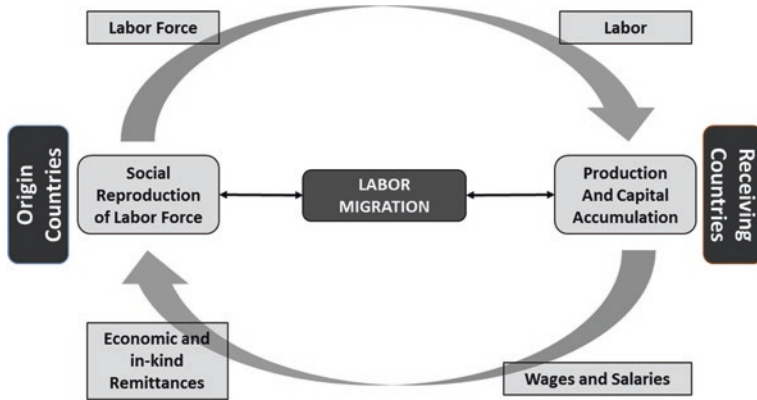 Labor Force
Labor
Origin
Countries
Social
Reproduction
of Labor Force
LABOR
MIGRATION
Production
And Capital
Accumulation
Receiving
Countries
Economic and
in-kind
Remittances
Wages and Salaries